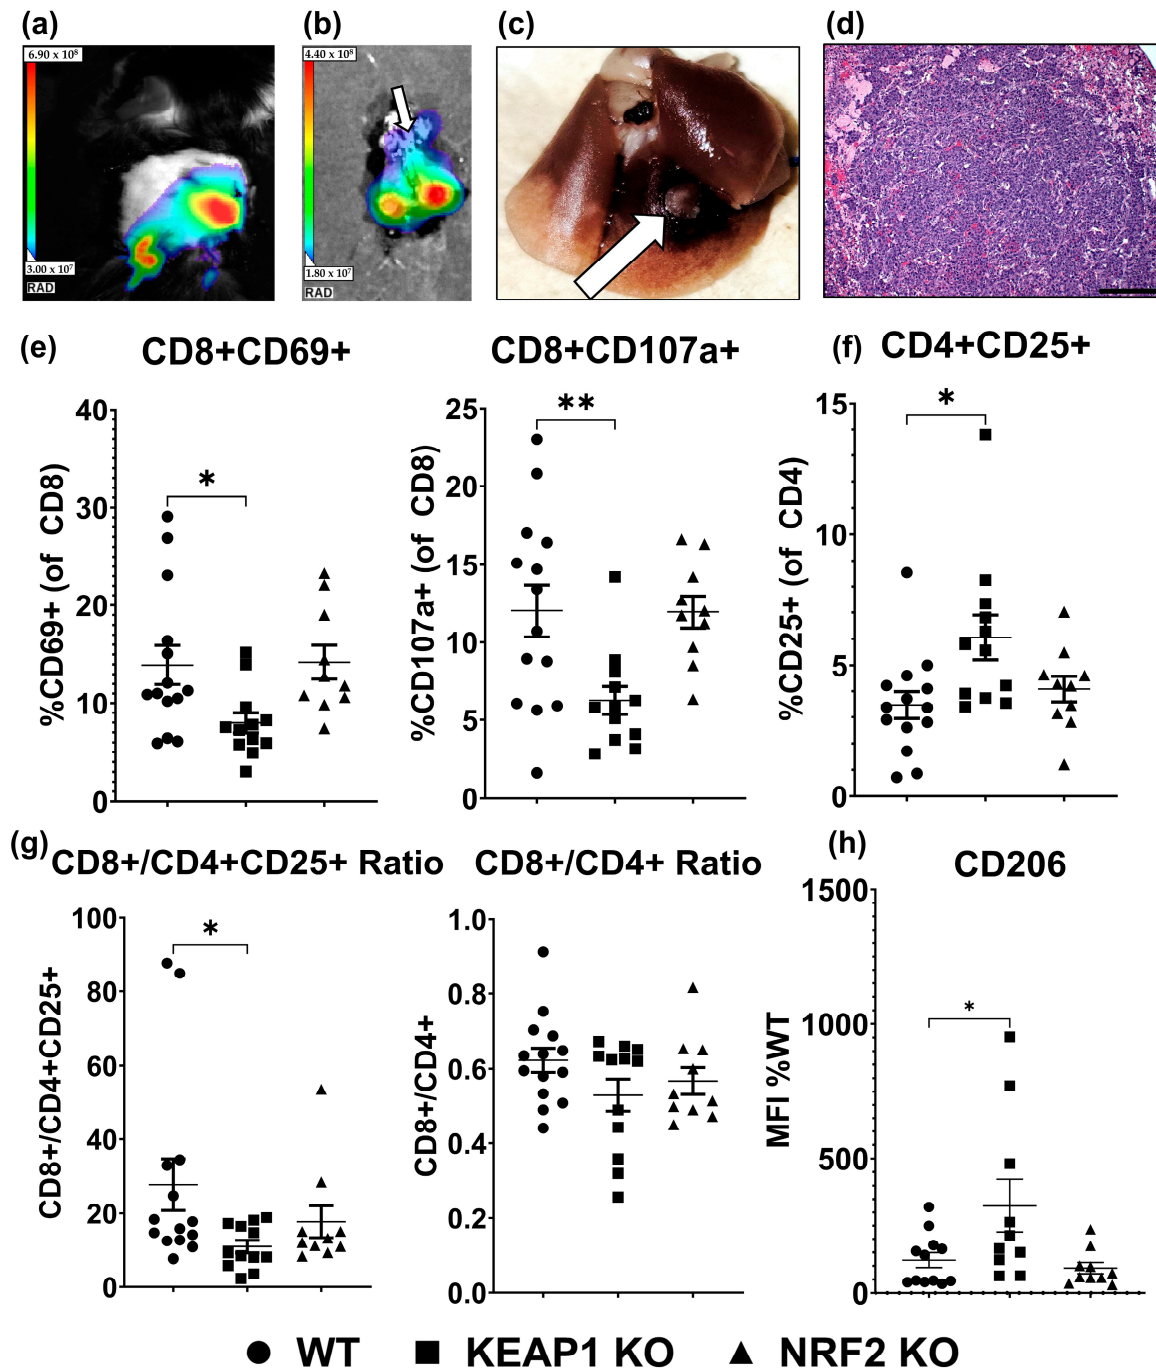 (a) (b) (c) (d)
6.90 x 10⁸
3.00 x 10⁷
RAD
4.40 x 10⁸
1.80 x 10⁷
RAD
(e) CD8+CD69+ CD8+CD107a+ (f) CD4+CD25+
%CD69+ (of CD8)
40
30
20
10
0
*
%CD107a+ (of CD8)
25
20
15
10
5
0
**
%CD25+ (of CD4)
15
10
5
0
*
(g) CD8+/CD4+CD25+ Ratio CD8+/CD4+ Ratio (h) CD206
CD8+/CD4+CD25+
100
80
60
40
20
0
*
CD8+/CD4+
1.0
0.8
0.6
0.4
0.2
0.0
MFI %WT
1500
1000
500
0
*
WT KEAP1 KO NRF2 KO